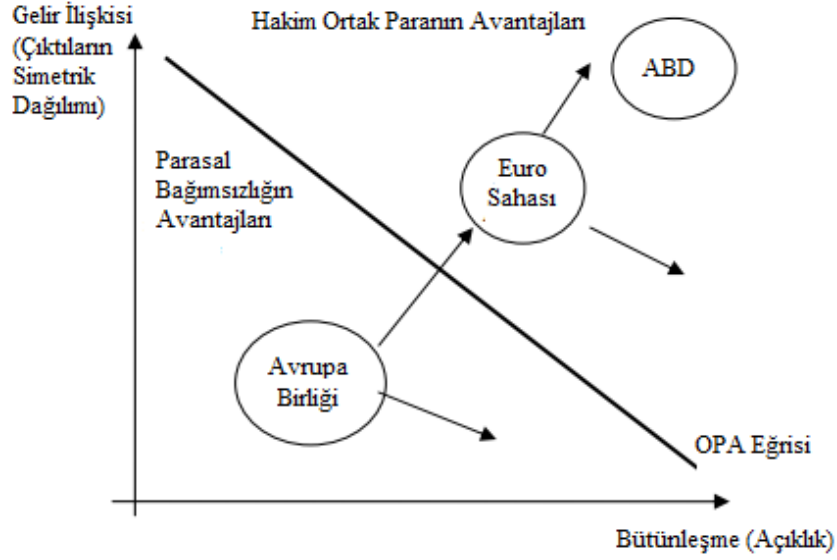 Gelir İlişkisi
(Çıktıların
Simetrik
Dağılımı)
Hakim Ortak Paranın Avantajları
ABD
Parasal
Bağımsızlığın
Avantajları
Euro
Sahası
Avrupa
Birliği
OPA Eğrisi
Bütünleşme (Açıklık)